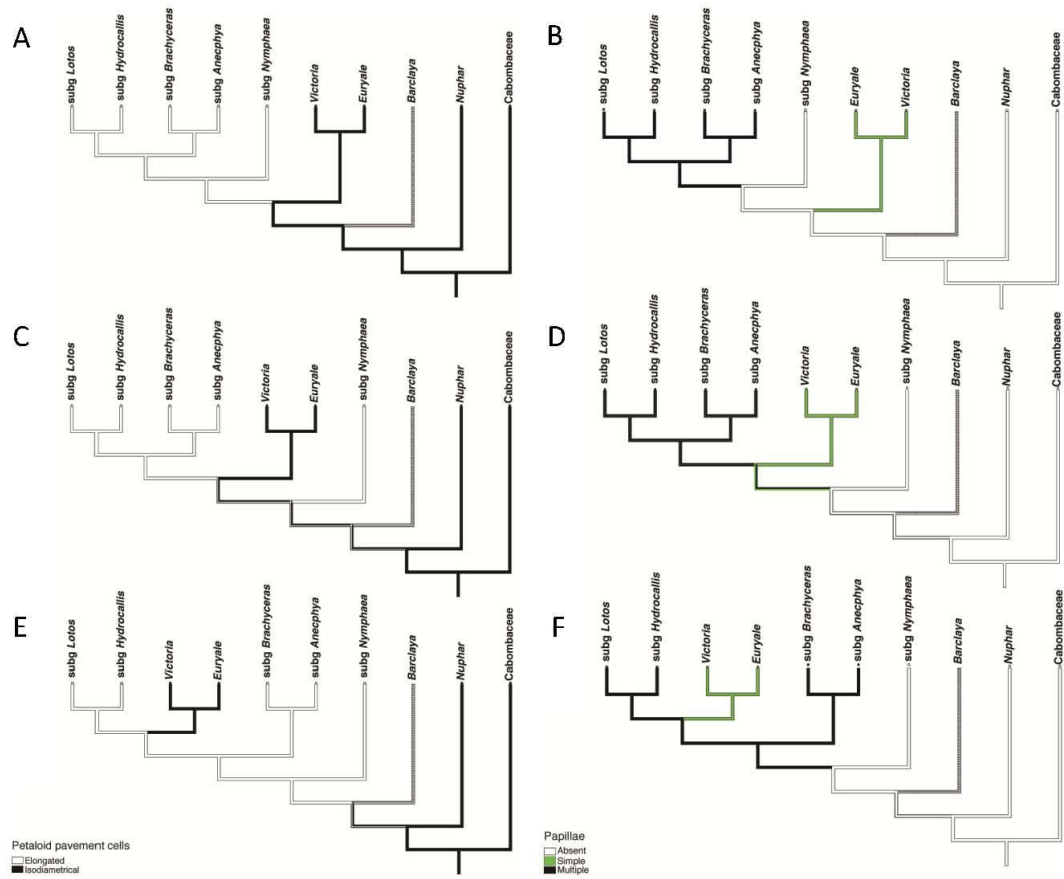 A
subg Lotos
subg Hydrocallis
subg Brachyceras
subg Anecphya
subg Nymphaea
Victoria
Euryale
Barclaya
Nuphar
Cabombaceae
B
subg Lotos
subg Hydrocallis
subg Brachyceras
subg Anecphya
subg Nymphaea
Euryale
Victoria
Barclaya
Nuphar
Cabombaceae
C
subg Lotos
subg Hydrocallis
subg Brachyceras
subg Anecphya
Victoria
Euryale
subg Nymphaea
Barclaya
Nuphar
Cabombaceae
D
subg Lotos
subg Hydrocallis
subg Brachyceras
subg Anecphya
Victoria
Euryale
subg Nymphaea
Barclaya
Nuphar
Cabombaceae
E
subg Lotos
subg Hydrocallis
Victoria
Euryale
subg Brachyceras
subg Anecphya
subg Nymphaea
Barclaya
Nuphar
Cabombaceae
Petaloid pavement cells
Elongated
Isodiametrical
F
subg Lotos
subg Hydrocallis
Victoria
Euryale
subg Brachyceras
subg Anecphya
subg Nymphaea
Barclaya
Nuphar
Cabombaceae
Papillae
Absent
Simple
Multiple